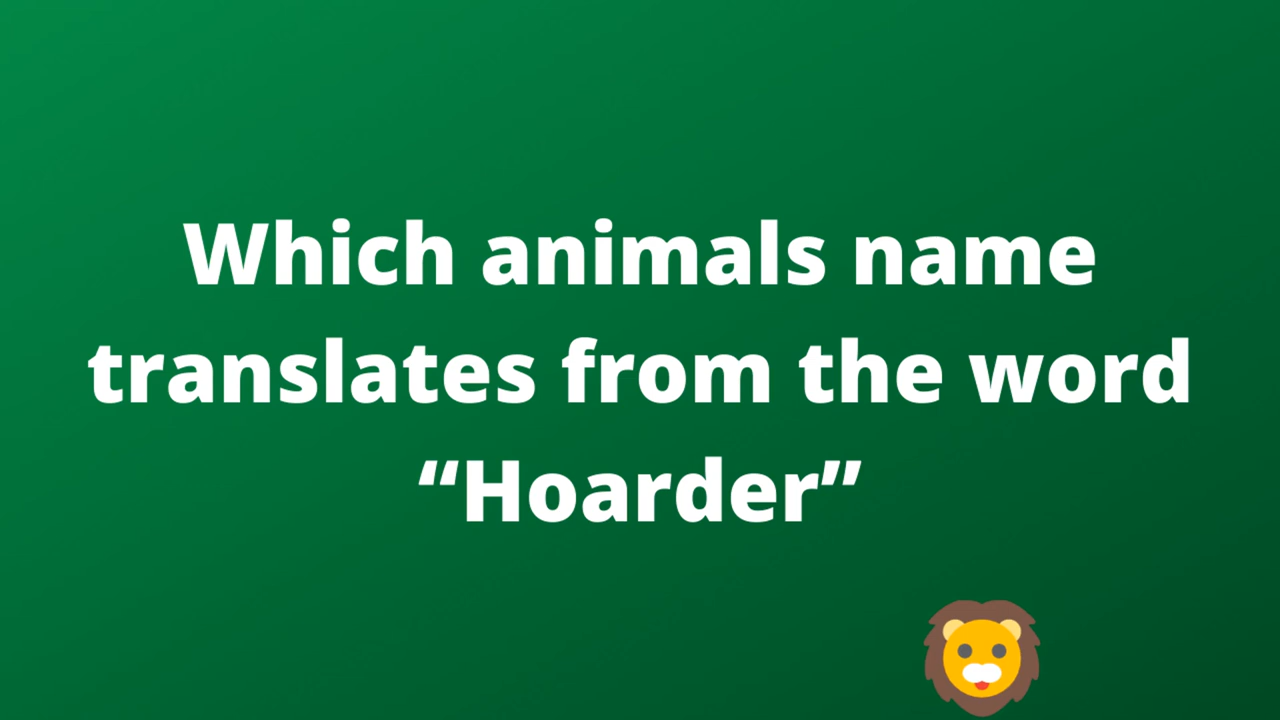 Which animals name
translates from the word
“Hoarder”